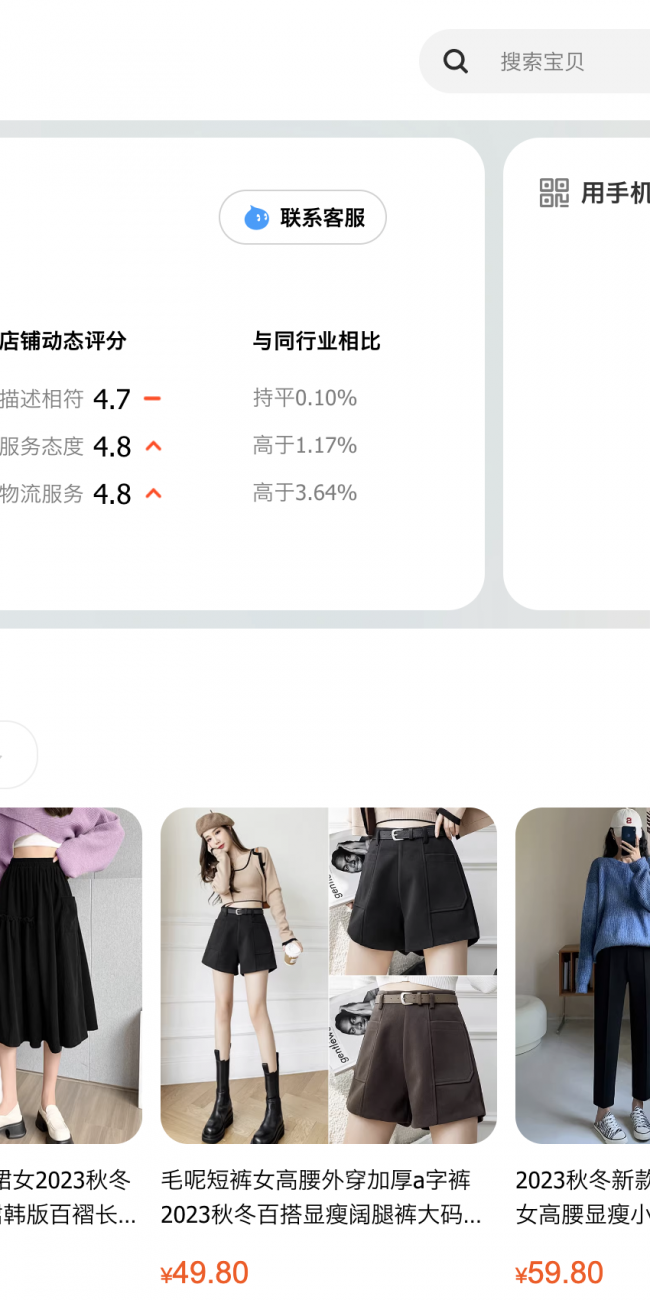 搜索宝贝
联系客服
用手机
店铺动态评分
与同行业相比
描述相符 4.7
持平0.10%
服务态度 4.8
高于1.17%
物流服务 4.8
高于3.64%
裙女2023秋冬
韩版百褶长...
毛呢短裤女高腰外穿加厚a字裤
2023秋冬百搭显瘦阔腿裤大码...
¥49.80
2023秋冬新款
女高腰显瘦小
¥59.80